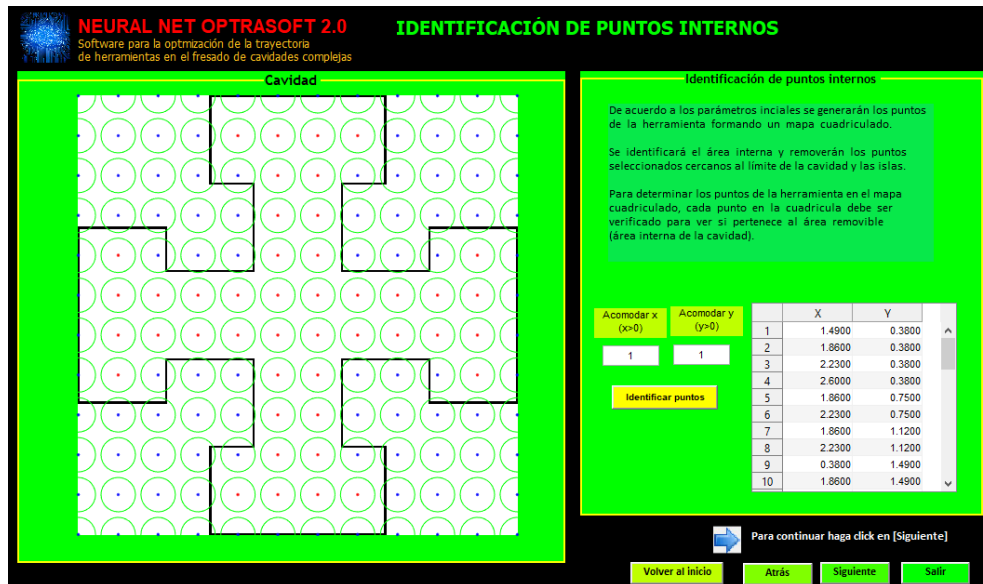 NEURAL NET OPTRASOFT 2.0
Software para la optmización de la trayectoria
de herramientas en el fresado de cavidades complejas
IDENTIFICACIÓN DE PUNTOS INTERNOS
Cavidad
Identificación de puntos internos
De acuerdo a los parámetros inciales se generarán los puntos
de la herramienta formando un mapa cuadriculado.
Se identificará el área interna y removerán los puntos
seleccionados cercanos al límite de la cavidad y las islas.
Para determinar los puntos de la herramienta en el mapa
cuadriculado, cada punto en la cuadricula debe ser
verificado para ver si pertenece al área removible
(área interna de la cavidad).
Acomodar x
(x>0)
Acomodar y
(y>0)
1
1
Identificar puntos
X Y
1 1.4900 0.3800
2 1.8600 0.3800
3 2.2300 0.3800
4 2.6000 0.3800
5 1.8600 0.7500
6 2.2300 0.7500
7 1.8600 1.1200
8 2.2300 1.1200
9 0.3800 1.4900
10 1.8600 1.4900
Para continuar haga click en [Siguiente]
Volver al inicio
Atrás
Siguiente
Salir